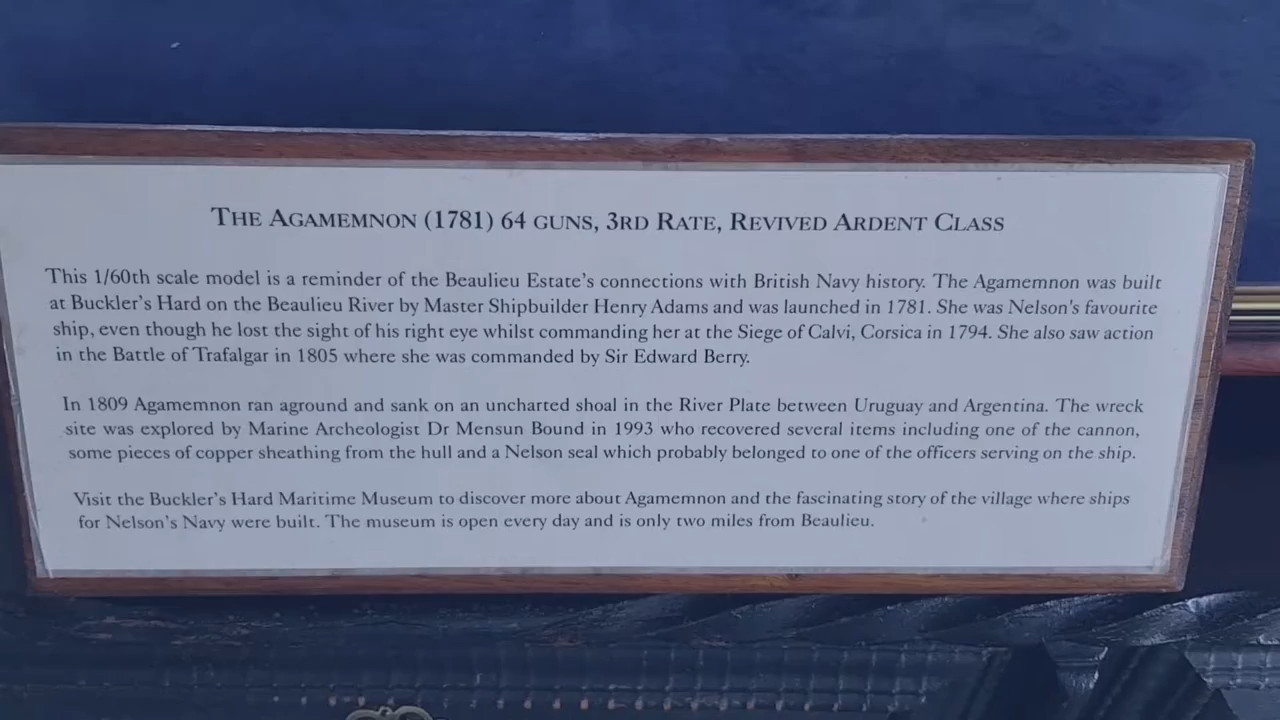 THE AGAMEMNON (1781) 64 GUNS, 3RD RATE, REVIVED ARDENT CLASS
This 1/60th scale model is a reminder of the Beaulieu Estate's connections with British Navy history. The Agamemnon was built
at Buckler's Hard on the Beaulieu River by Master Shipbuilder Henry Adams and was launched in 1781. She was Nelson's favourite
ship, even though he lost the sight of his right eye whilst commanding her at the Siege of Calvi, Corsica in 1794. She also saw action
in the Battle of Trafalgar in 1805 where she was commanded by Sir Edward Berry.
In 1809 Agamemnon ran aground and sank on an uncharted shoal in the River Plate between Uruguay and Argentina. The wreck
site was explored by Marine Archeologist Dr Mensun Bound in 1993 who recovered several items including one of the cannon,
some pieces of copper sheathing from the hull and a Nelson seal which probably belonged to one of the officers serving on the ship.
Visit the Buckler's Hard Maritime Museum to discover more about Agamemnon and the fascinating story of the village where ships
for Nelson's Navy were built. The museum is open every day and is only two miles from Beaulieu.